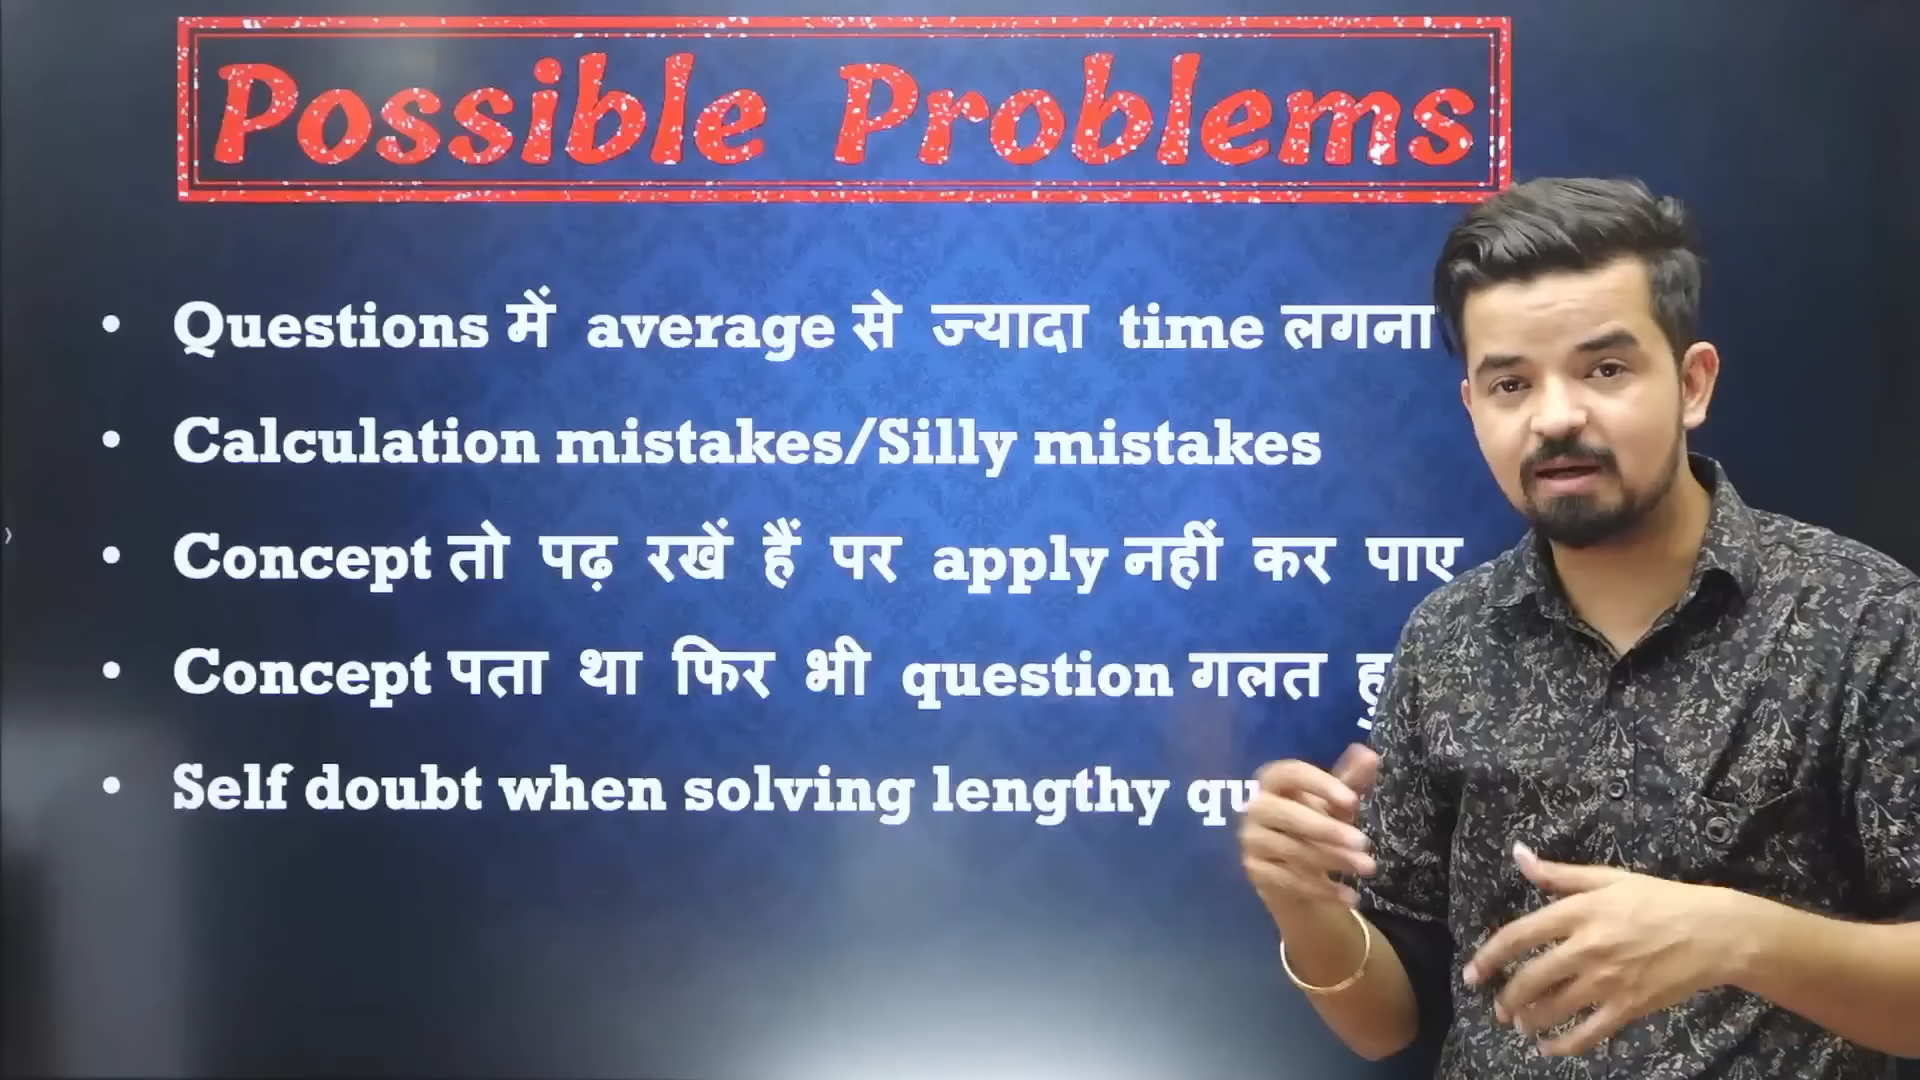 Possible Problems
• Questions में average से ज्यादा time लगना
• Calculation mistakes/Silly mistakes
• Concept तो पढ़ रखें हैं पर apply नहीं कर पाए
• Concept पता था फिर भी question गलत
• Self doubt when solving lengthy